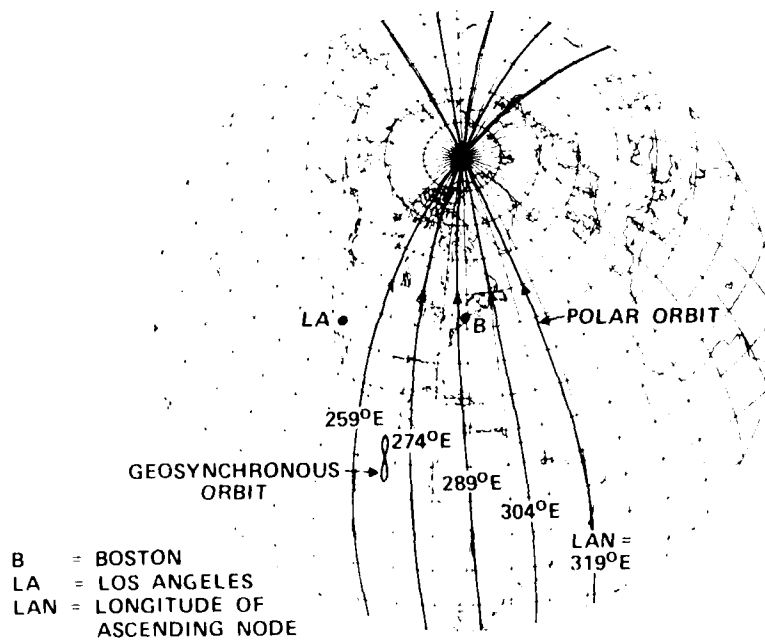 LA
B
POLAR ORBIT
259°E
274°E
GEOSYNCHRONOUS
ORBIT
289°E
304°E
LAN =
319°E
B = BOSTON
LA = LOS ANGELES
LAN = LONGITUDE OF
ASCENDING NODE